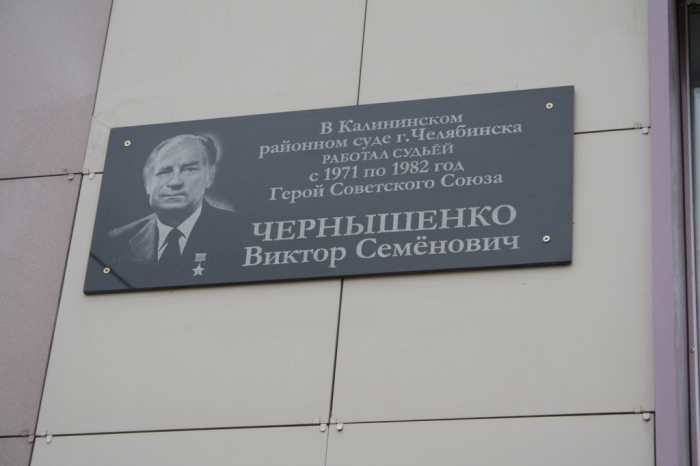 В Калининском
районном суде г.Челябинска
РАБОТАЛ СУДЬЁЙ
с 1971 по 1982 год
Герой Советского Союза
ЧЕРНЫШЕНКО
Виктор Семёнович